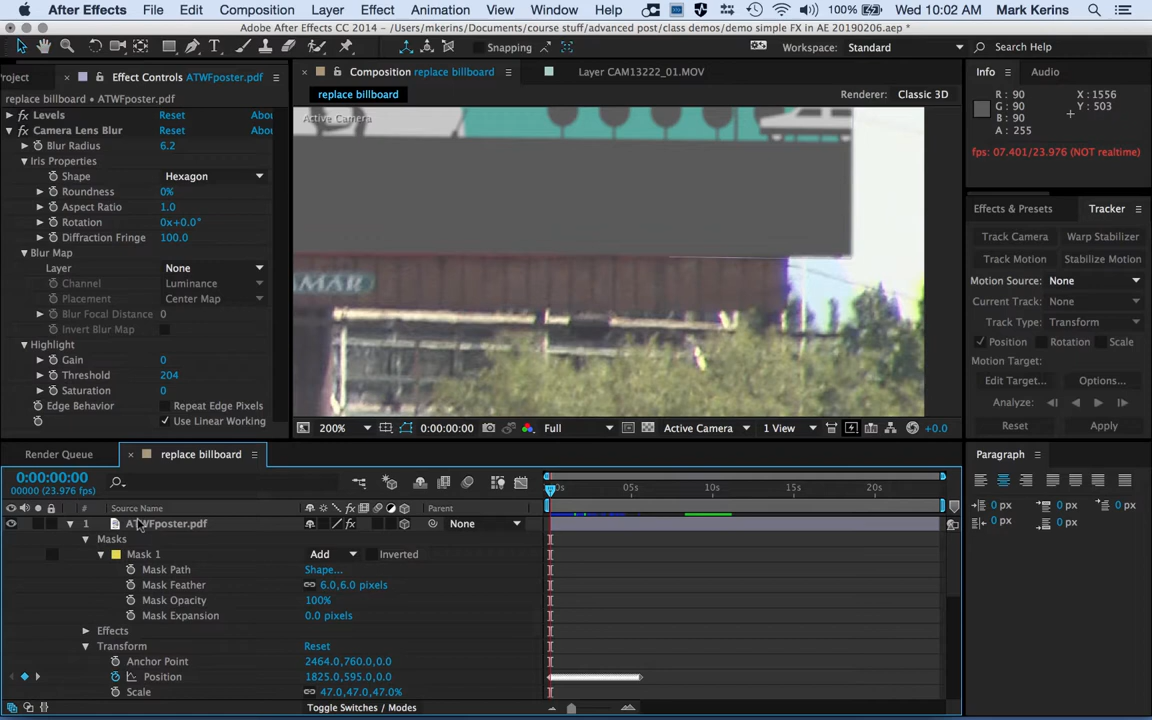 After Effects File Edit Composition Layer Effect Animation View Window Help 100% Wed 10:02 AM Mark Kerins
/Users/mkerins/Documents/course stuff/advanced post/class demos/demo simple FX in AE 20190206.aep *
Snapping Workspace: Standard Search Help
roject Effect Controls ATWFposter.pdf Composition replace billboard Layer CAM13222_01.MOV Info Audio
replace billboard • ATWFposter.pdf replace billboard Renderer: Classic 3D
Levels Reset Abou
Camera Lens Blur Reset Abou
Blur Radius 6.2
Iris Properties
Shape Hexagon
Roundness 0%
Aspect Ratio 1.0
Rotation 0x+0.0°
Diffraction Fringe 100.0
Blur Map
Layer None
Channel Luminance
Placement Center Map
Blur Focal Distance 0
Invert Blur Map
Highlight
Gain 0
Threshold 204
Saturation 0
Edge Behavior Repeat Edge Pixels
Use Linear Working
Active Camera
AMAR
200% 0:00:00:00 Full Active Camera 1 View +0.0
R: 90 X: 1556
G: 90 Y: 503
B: 90
A: 255
fps: 07.401/23.976 (NOT realtime)
Effects & Presets Tracker
Track Camera Warp Stabilizer
Track Motion Stabilize Motion
Motion Source: None
Current Track: None
Track Type: Transform
Position Rotation Scale
Motion Target:
Edit Target... Options...
Analyze:
Reset Apply
Render Queue replace billboard
0:00:00:00
00000 (23.976 fps)
0s 05s 10s 15s 20s
# Source Name Parent
1 ATWFposter.pdf None
Masks
Mask 1 Add Inverted
Mask Path Shape...
Mask Feather 6.0,6.0 pixels
Mask Opacity 100%
Mask Expansion 0.0 pixels
Effects
Transform Reset
Anchor Point 2464.0,760.0,0.0
Position 1825.0,595.0,0.0
Scale 47.0,47.0,47.0%
Toggle Switches / Modes
Paragraph
0 px 0 px 0 px
0 px 0 px